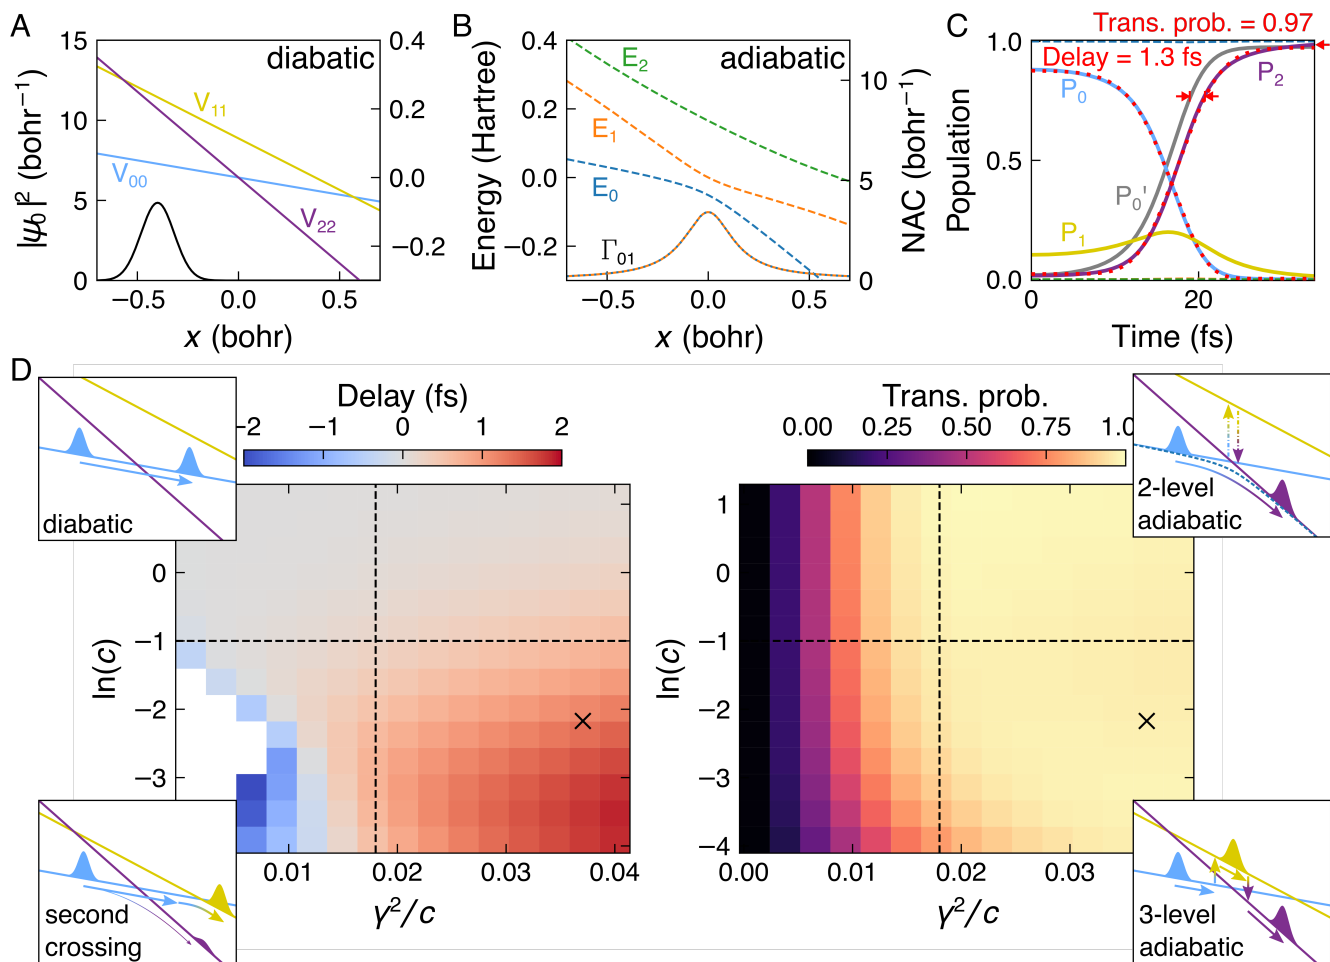 A
15
10
5
0
|ψ₀|² (bohr⁻¹)
diabatic
0.4
0.2
0.0
−0.2
V₁₁
V₀₀
V₂₂
−0.5
0.0
0.5
x (bohr)
B
0.4
0.2
0.0
−0.2
Energy (Hartree)
adiabatic
E₂
E₁
E₀
Γ₀₁
10
5
0
NAC (bohr⁻¹)
−0.5
0.0
0.5
x (bohr)
C
Trans. prob. = 0.97
Delay = 1.3 fs
1.0
0.5
0.0
Population
P₀
P₂
P₀'
P₁
0
20
Time (fs)
D
diabatic
Delay (fs)
−2
−1
0
1
2
0
−1
−2
−3
ln(c)
0.01
0.02
0.03
0.04
γ²/c
second
crossing
Trans. prob.
0.00
0.25
0.50
0.75
1.0
2-level
adiabatic
1
0
−1
−2
−3
−4
ln(c)
0.00
0.01
0.02
0.03
γ²/c
3-level
adiabatic